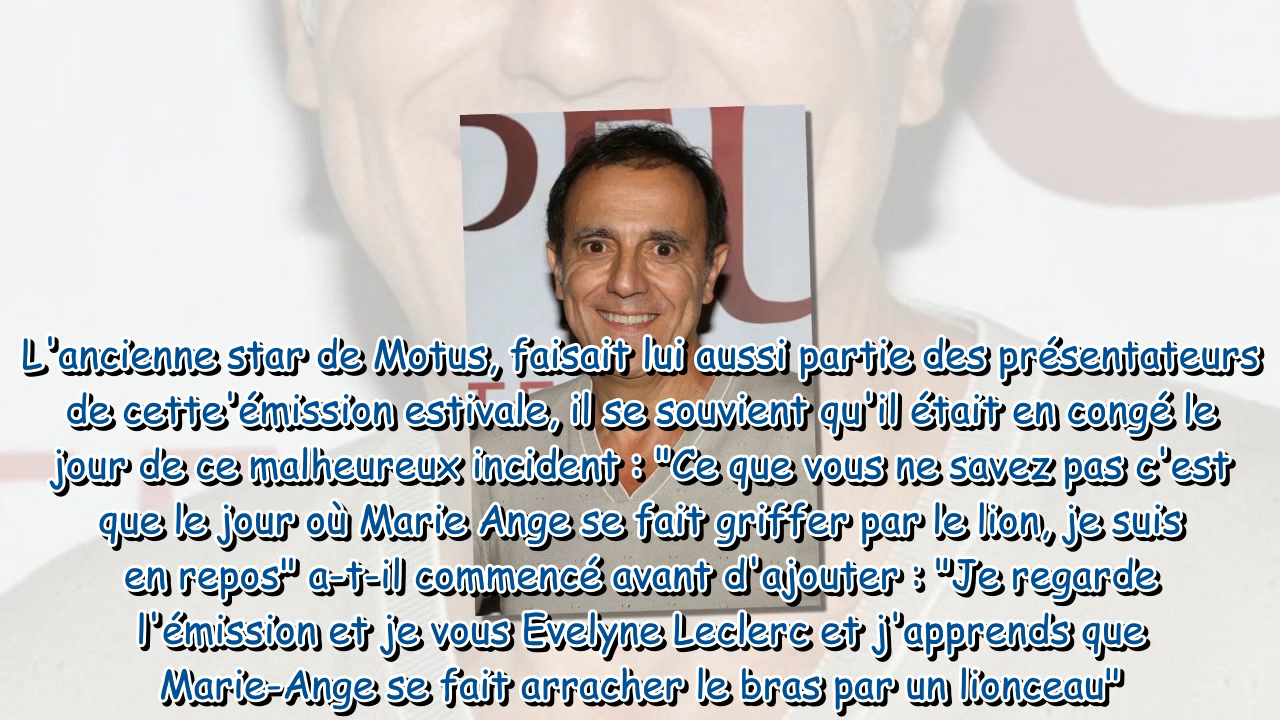 L'ancienne star de Motus, faisait lui aussi partie des présentateurs
de cette'émission estivale, il se souvient qu'il était en congé le
jour de ce malheureux incident : "Ce que vous ne savez pas c'est
que le jour où Marie Ange se fait griffer par le lion, je suis
en repos" a-t-il commencé avant d'ajouter : "Je regarde
l'émission et je vous Evelyne Leclerc et j'apprends que
Marie-Ange se fait arracher le bras par un lionceau"